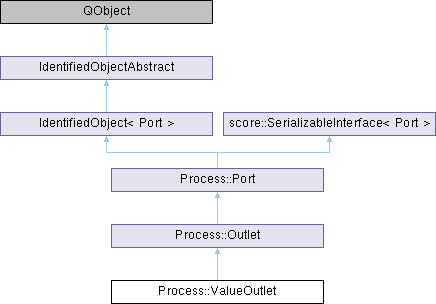 QObject
IdentifiedObjectAbstract
IdentifiedObject< Port >
score::SerializableInterface< Port >
Process::Port
Process::Outlet
Process::ValueOutlet